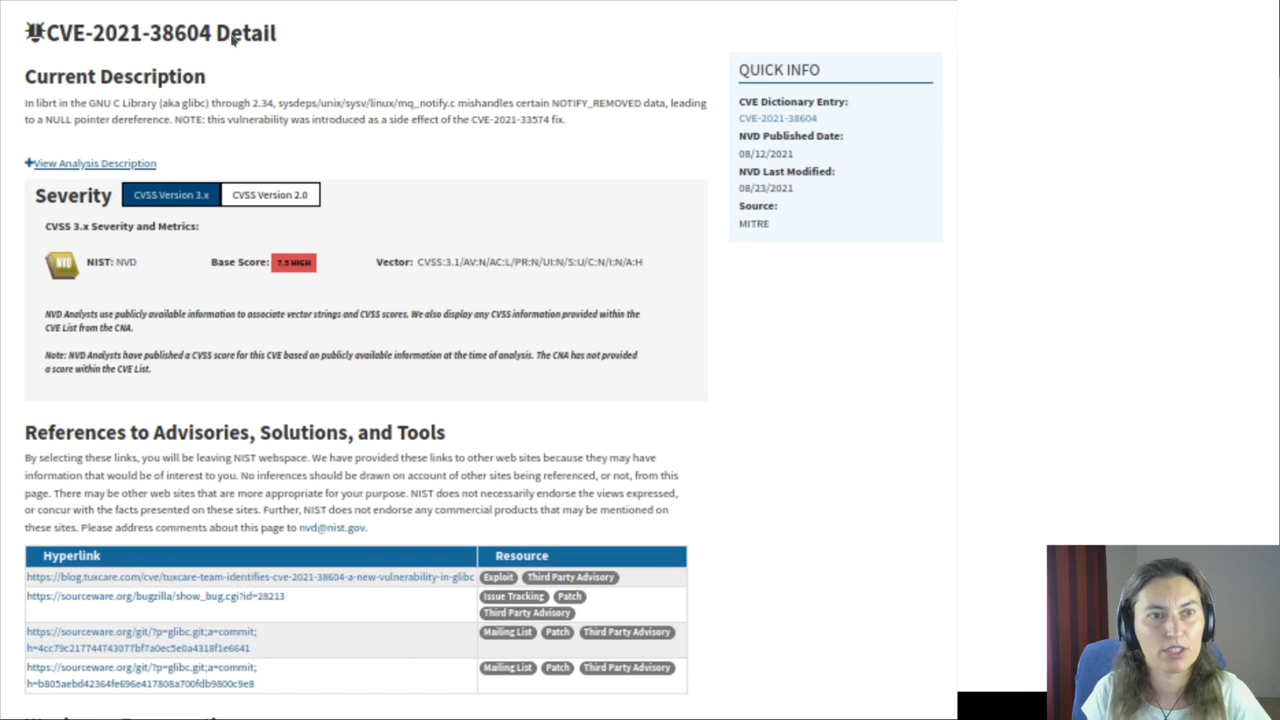 CVE-2021-38604 Detail
Current Description
In librt in the GNU C Library (aka glibc) through 2.34, sysdeps/unix/sysv/linux/mq_notify.c mishandles certain NOTIFY_REMOVED data, leading
to a NULL pointer dereference. NOTE: this vulnerability was introduced as a side effect of the CVE-2021-33574 fix.
+View Analysis Description
Severity CVSS Version 3.x CVSS Version 2.0
CVSS 3.x Severity and Metrics:
NVD NIST: NVD Base Score: 7.5 HIGH Vector: CVSS:3.1/AV:N/AC:L/PR:N/UI:N/S:U/C:N/I:N/A:H
NVD Analysts use publicly available information to associate vector strings and CVSS scores. We also display any CVSS information provided within the
CVE List from the CNA.
Note: NVD Analysts have published a CVSS score for this CVE based on publicly available information at the time of analysis. The CNA has not provided
a score within the CVE List.
References to Advisories, Solutions, and Tools
By selecting these links, you will be leaving NIST webspace. We have provided these links to other web sites because they may have
information that would be of interest to you. No inferences should be drawn on account of other sites being referenced, or not, from this
page. There may be other web sites that are more appropriate for your purpose. NIST does not necessarily endorse the views expressed,
or concur with the facts presented on these sites. Further, NIST does not endorse any commercial products that may be mentioned on
these sites. Please address comments about this page to nvd@nist.gov.
Hyperlink Resource
https://blog.tuxcare.com/cve/tuxcare-team-identifies-cve-2021-38604-a-new-vulnerability-in-glibc Exploit Third Party Advisory
https://sourceware.org/bugzilla/show_bug.cgi?id=28213 Issue Tracking Patch
Third Party Advisory
https://sourceware.org/git/?p=glibc.git;a=commit; Mailing List Patch Third Party Advisory
h=4cc79c217744743077bf7a0ec5e0a4318f1e6641
https://sourceware.org/git/?p=glibc.git;a=commit; Mailing List Patch Third Party Advisory
h=b805aebd42364fe696e417808a700fdb9800c9e8
QUICK INFO
CVE Dictionary Entry:
CVE-2021-38604
NVD Published Date:
08/12/2021
NVD Last Modified:
08/23/2021
Source:
MITRE